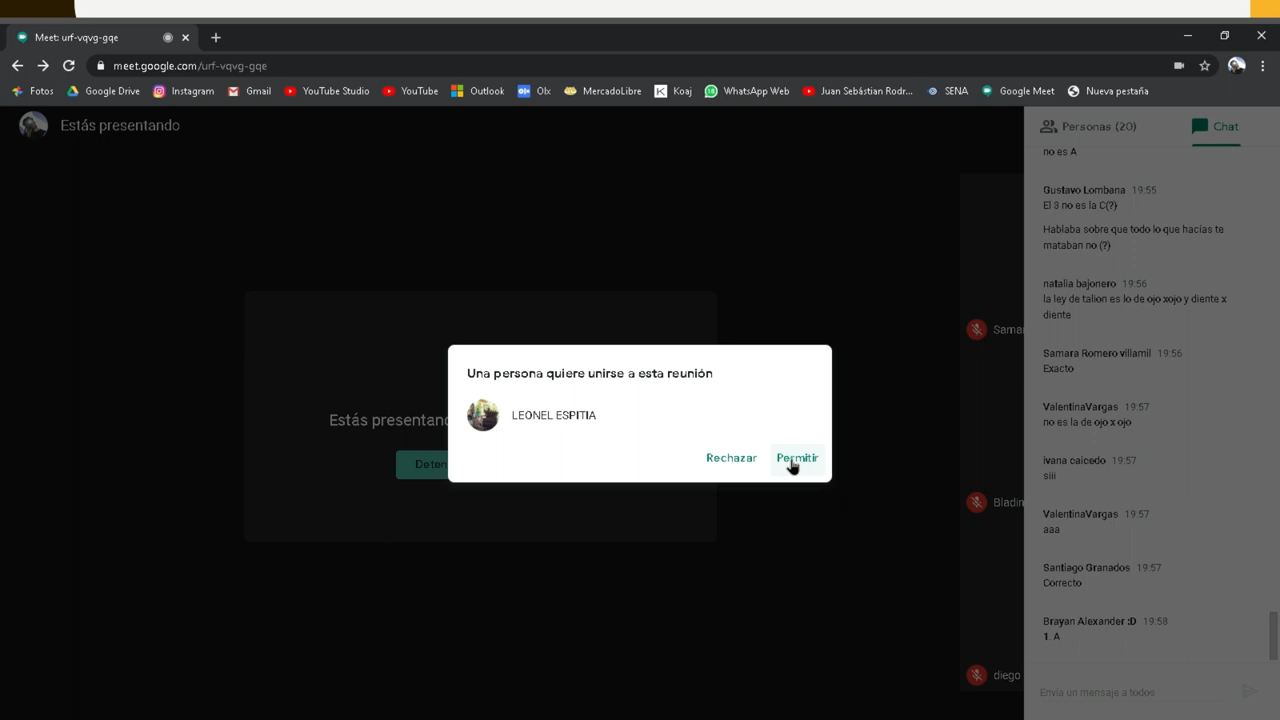 Meet: urf-vqvg-gqe
meet.google.com/urf-vqvg-gqe
Fotos
Google Drive
Instagram
Gmail
YouTube Studio
YouTube
Outlook
Olx
MercadoLibre
Koaj
WhatsApp Web
Juan Sebástian Rodr...
SENA
Google Meet
Nueva pestaña
Estás presentando
Personas (20)
Chat
no es A
Gustavo Lombana 19:55
El 3 no es la C(?)
Hablaba sobre que todo lo que hacías te
mataban no (?)
natalia bajonero 19:56
la ley de talion es lo de ojo xojo y diente x
diente
Samara Romero villamil 19:56
Exacto
ValentinaVargas 19:57
no es la de ojo x ojo
ivana caicedo 19:57
siii
ValentinaVargas 19:57
aaa
Santiago Granados 19:57
Correcto
Brayan Alexander :D 19:58
1. A
Envía un mensaje a todos
Samar
Bladin
diego
Estás presentando
Deten
Una persona quiere unirse a esta reunión
LEONEL ESPITIA
Rechazar
Permitir